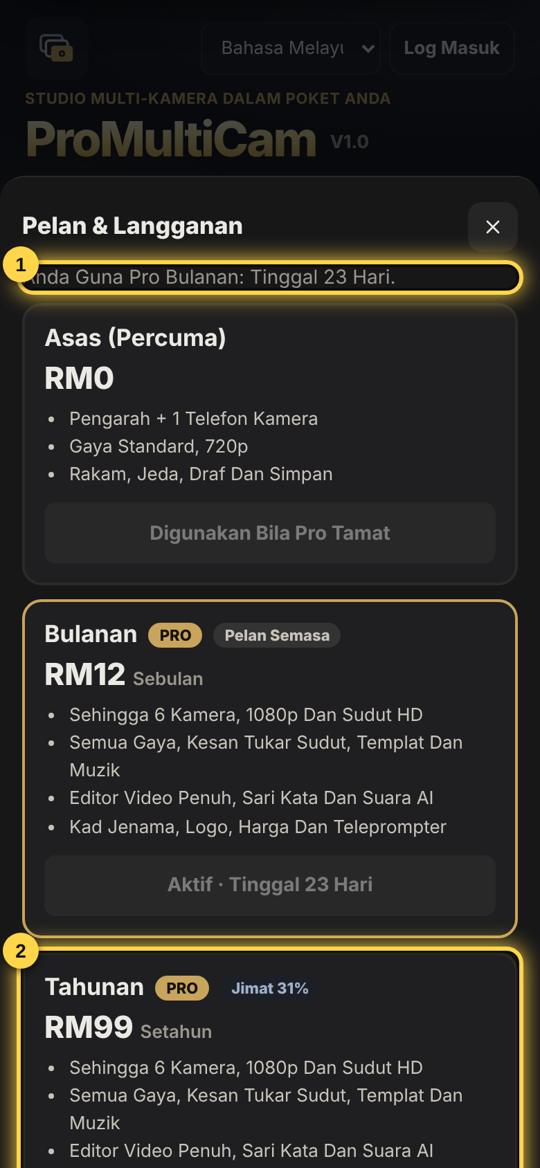 Bahasa Melayu
Log Masuk
STUDIO MULTI-KAMERA DALAM POKET ANDA
ProMultiCam V1.0
Pelan & Langganan
1
Anda Guna Pro Bulanan: Tinggal 23 Hari.
Asas (Percuma)
RM0
• Pengarah + 1 Telefon Kamera
• Gaya Standard, 720p
• Rakam, Jeda, Draf Dan Simpan
Digunakan Bila Pro Tamat
Bulanan PRO Pelan Semasa
RM12 Sebulan
• Sehingga 6 Kamera, 1080p Dan Sudut HD
• Semua Gaya, Kesan Tukar Sudut, Templat Dan
Muzik
• Editor Video Penuh, Sari Kata Dan Suara AI
• Kad Jenama, Logo, Harga Dan Teleprompter
Aktif · Tinggal 23 Hari
2
Tahunan PRO Jimat 31%
RM99 Setahun
• Sehingga 6 Kamera, 1080p Dan Sudut HD
• Semua Gaya, Kesan Tukar Sudut, Templat Dan
Muzik
• Editor Video Penuh, Sari Kata Dan Suara AI